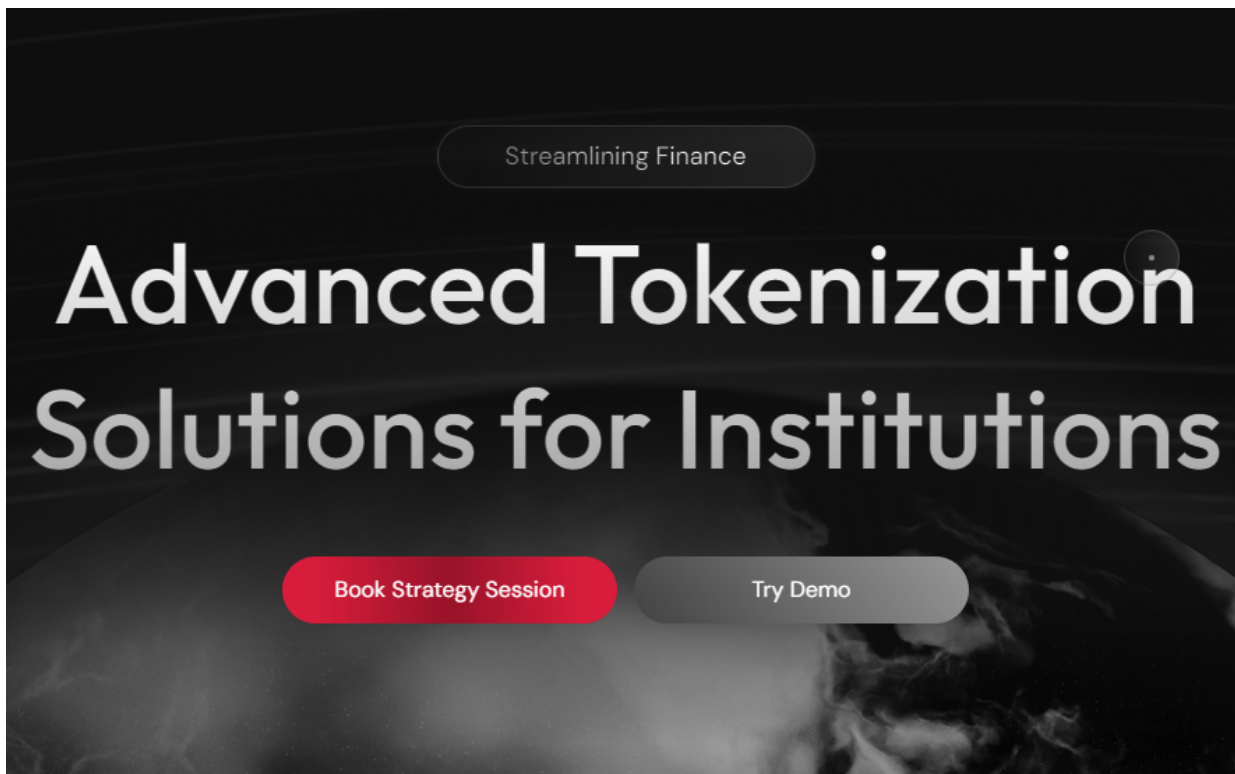 Streamlining Finance
Advanced Tokenization
Solutions for Institutions
Book Strategy Session
Try Demo